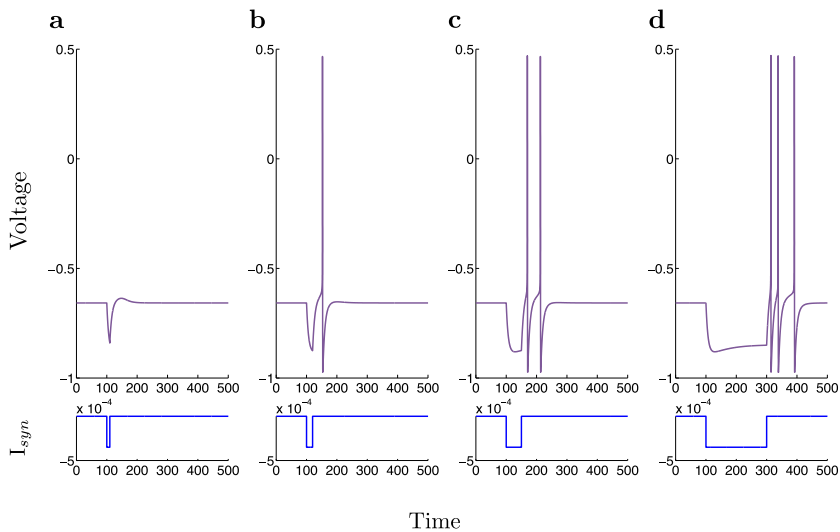 a b c d
Voltage
0.5 0.5 0.5 0.5
0 0 0 0
−0.5 −0.5 −0.5 −0.5
−1 −1 −1 −1
0 100 200 300 400 500 0 100 200 300 400 500 0 100 200 300 400 500 0 100 200 300 400 500
x 10⁻⁴ x 10⁻⁴ x 10⁻⁴ x 10⁻⁴
I_syn
−5 −5 −5 −5
0 100 200 300 400 500 0 100 200 300 400 500 0 100 200 300 400 500 0 100 200 300 400 500
Time